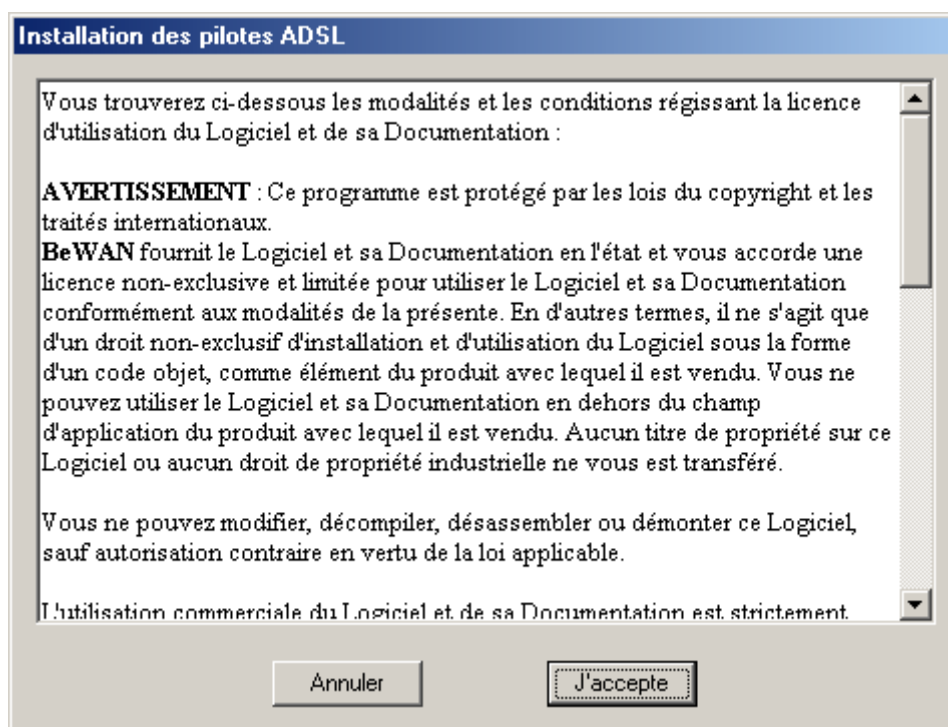 Installation des pilotes ADSL
Vous trouverez ci-dessous les modalités et les conditions régissant la licence
d'utilisation du Logiciel et de sa Documentation :
AVERTISSEMENT : Ce programme est protégé par les lois du copyright et les
traités internationaux.
BeWAN fournit le Logiciel et sa Documentation en l'état et vous accorde une
licence non-exclusive et limitée pour utiliser le Logiciel et sa Documentation
conformément aux modalités de la présente. En d'autres termes, il ne s'agit que
d'un droit non-exclusif d'installation et d'utilisation du Logiciel sous la forme
d'un code objet, comme élément du produit avec lequel il est vendu. Vous ne
pouvez utiliser le Logiciel et sa Documentation en dehors du champ
d'application du produit avec lequel il est vendu. Aucun titre de propriété sur ce
Logiciel ou aucun droit de propriété industrielle ne vous est transféré.
Vous ne pouvez modifier, décompiler, désassembler ou démonter ce Logiciel,
sauf autorisation contraire en vertu de la loi applicable.
L'utilisation commerciale du Logiciel et de sa Documentation est strictement
Annuler
J'accepte